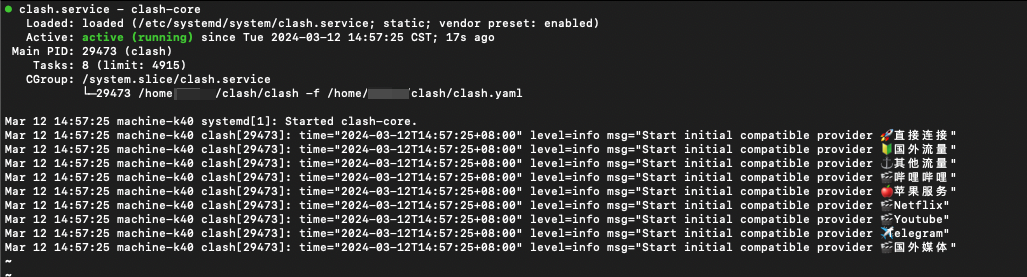 ● clash.service - clash-core
Loaded: loaded (/etc/systemd/system/clash.service; static; vendor preset: enabled)
Active: active (running) since Tue 2024-03-12 14:57:25 CST; 17s ago
Main PID: 29473 (clash)
Tasks: 8 (limit: 4915)
CGroup: /system.slice/clash.service
└─29473 /home /clash/clash -f /home/ clash/clash.yaml
Mar 12 14:57:25 machine-k40 systemd[1]: Started clash-core.
Mar 12 14:57:25 machine-k40 clash[29473]: time="2024-03-12T14:57:25+08:00" level=info msg="Start initial compatible provider 🚀直接连接"
Mar 12 14:57:25 machine-k40 clash[29473]: time="2024-03-12T14:57:25+08:00" level=info msg="Start initial compatible provider 🔰国外流量"
Mar 12 14:57:25 machine-k40 clash[29473]: time="2024-03-12T14:57:25+08:00" level=info msg="Start initial compatible provider ⚓其他流量"
Mar 12 14:57:25 machine-k40 clash[29473]: time="2024-03-12T14:57:25+08:00" level=info msg="Start initial compatible provider 🎬哔哩哔哩"
Mar 12 14:57:25 machine-k40 clash[29473]: time="2024-03-12T14:57:25+08:00" level=info msg="Start initial compatible provider 🍎苹果服务"
Mar 12 14:57:25 machine-k40 clash[29473]: time="2024-03-12T14:57:25+08:00" level=info msg="Start initial compatible provider 🎬Netflix"
Mar 12 14:57:25 machine-k40 clash[29473]: time="2024-03-12T14:57:25+08:00" level=info msg="Start initial compatible provider 🎬Youtube"
Mar 12 14:57:25 machine-k40 clash[29473]: time="2024-03-12T14:57:25+08:00" level=info msg="Start initial compatible provider ✈️elegram"
Mar 12 14:57:25 machine-k40 clash[29473]: time="2024-03-12T14:57:25+08:00" level=info msg="Start initial compatible provider 🎬国外媒体"
~
~